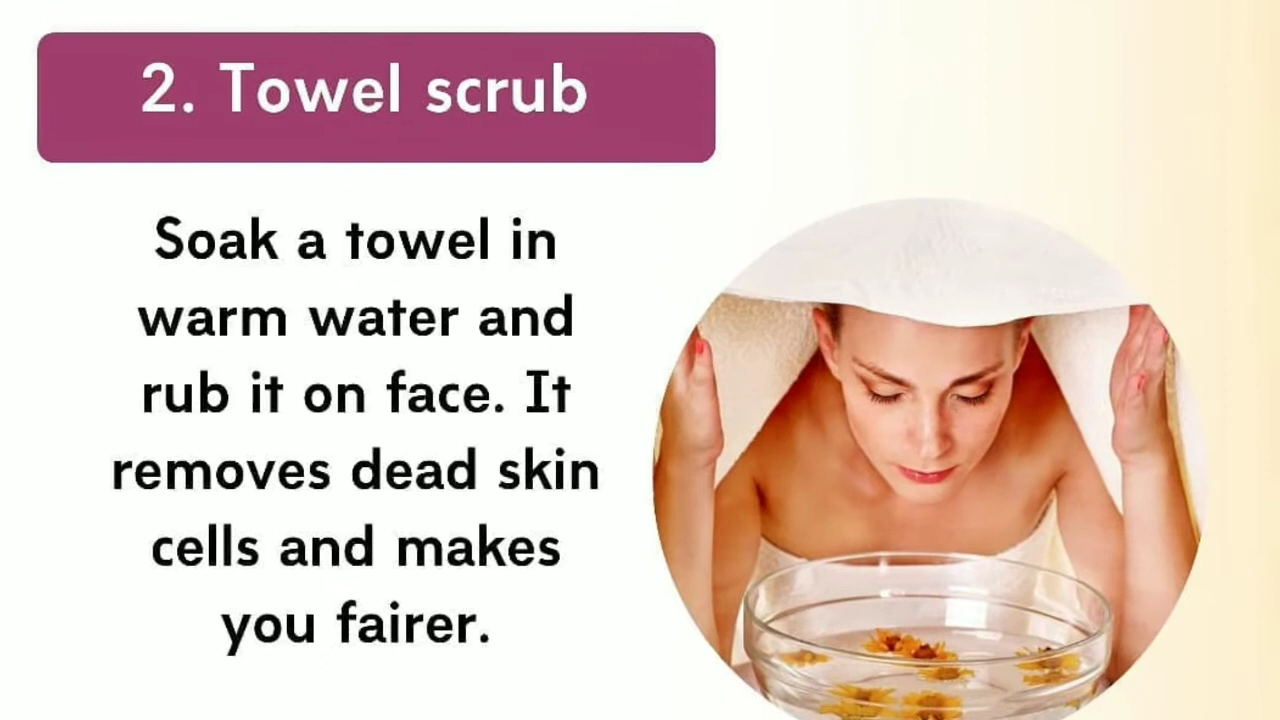 2. Towel scrub
Soak a towel in
warm water and
rub it on face. It
removes dead skin
cells and makes
you fairer.